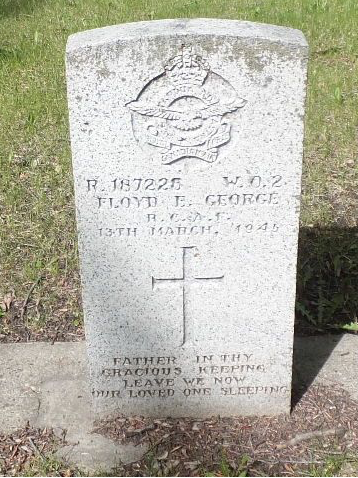 R. 187225 W.O.2.
FLOYD E. GEORGE
R.C.A.F.
13TH MARCH, 1945
FATHER IN THY
GRACIOUS KEEPING
LEAVE WE NOW
OUR LOVED ONE SLEEPING